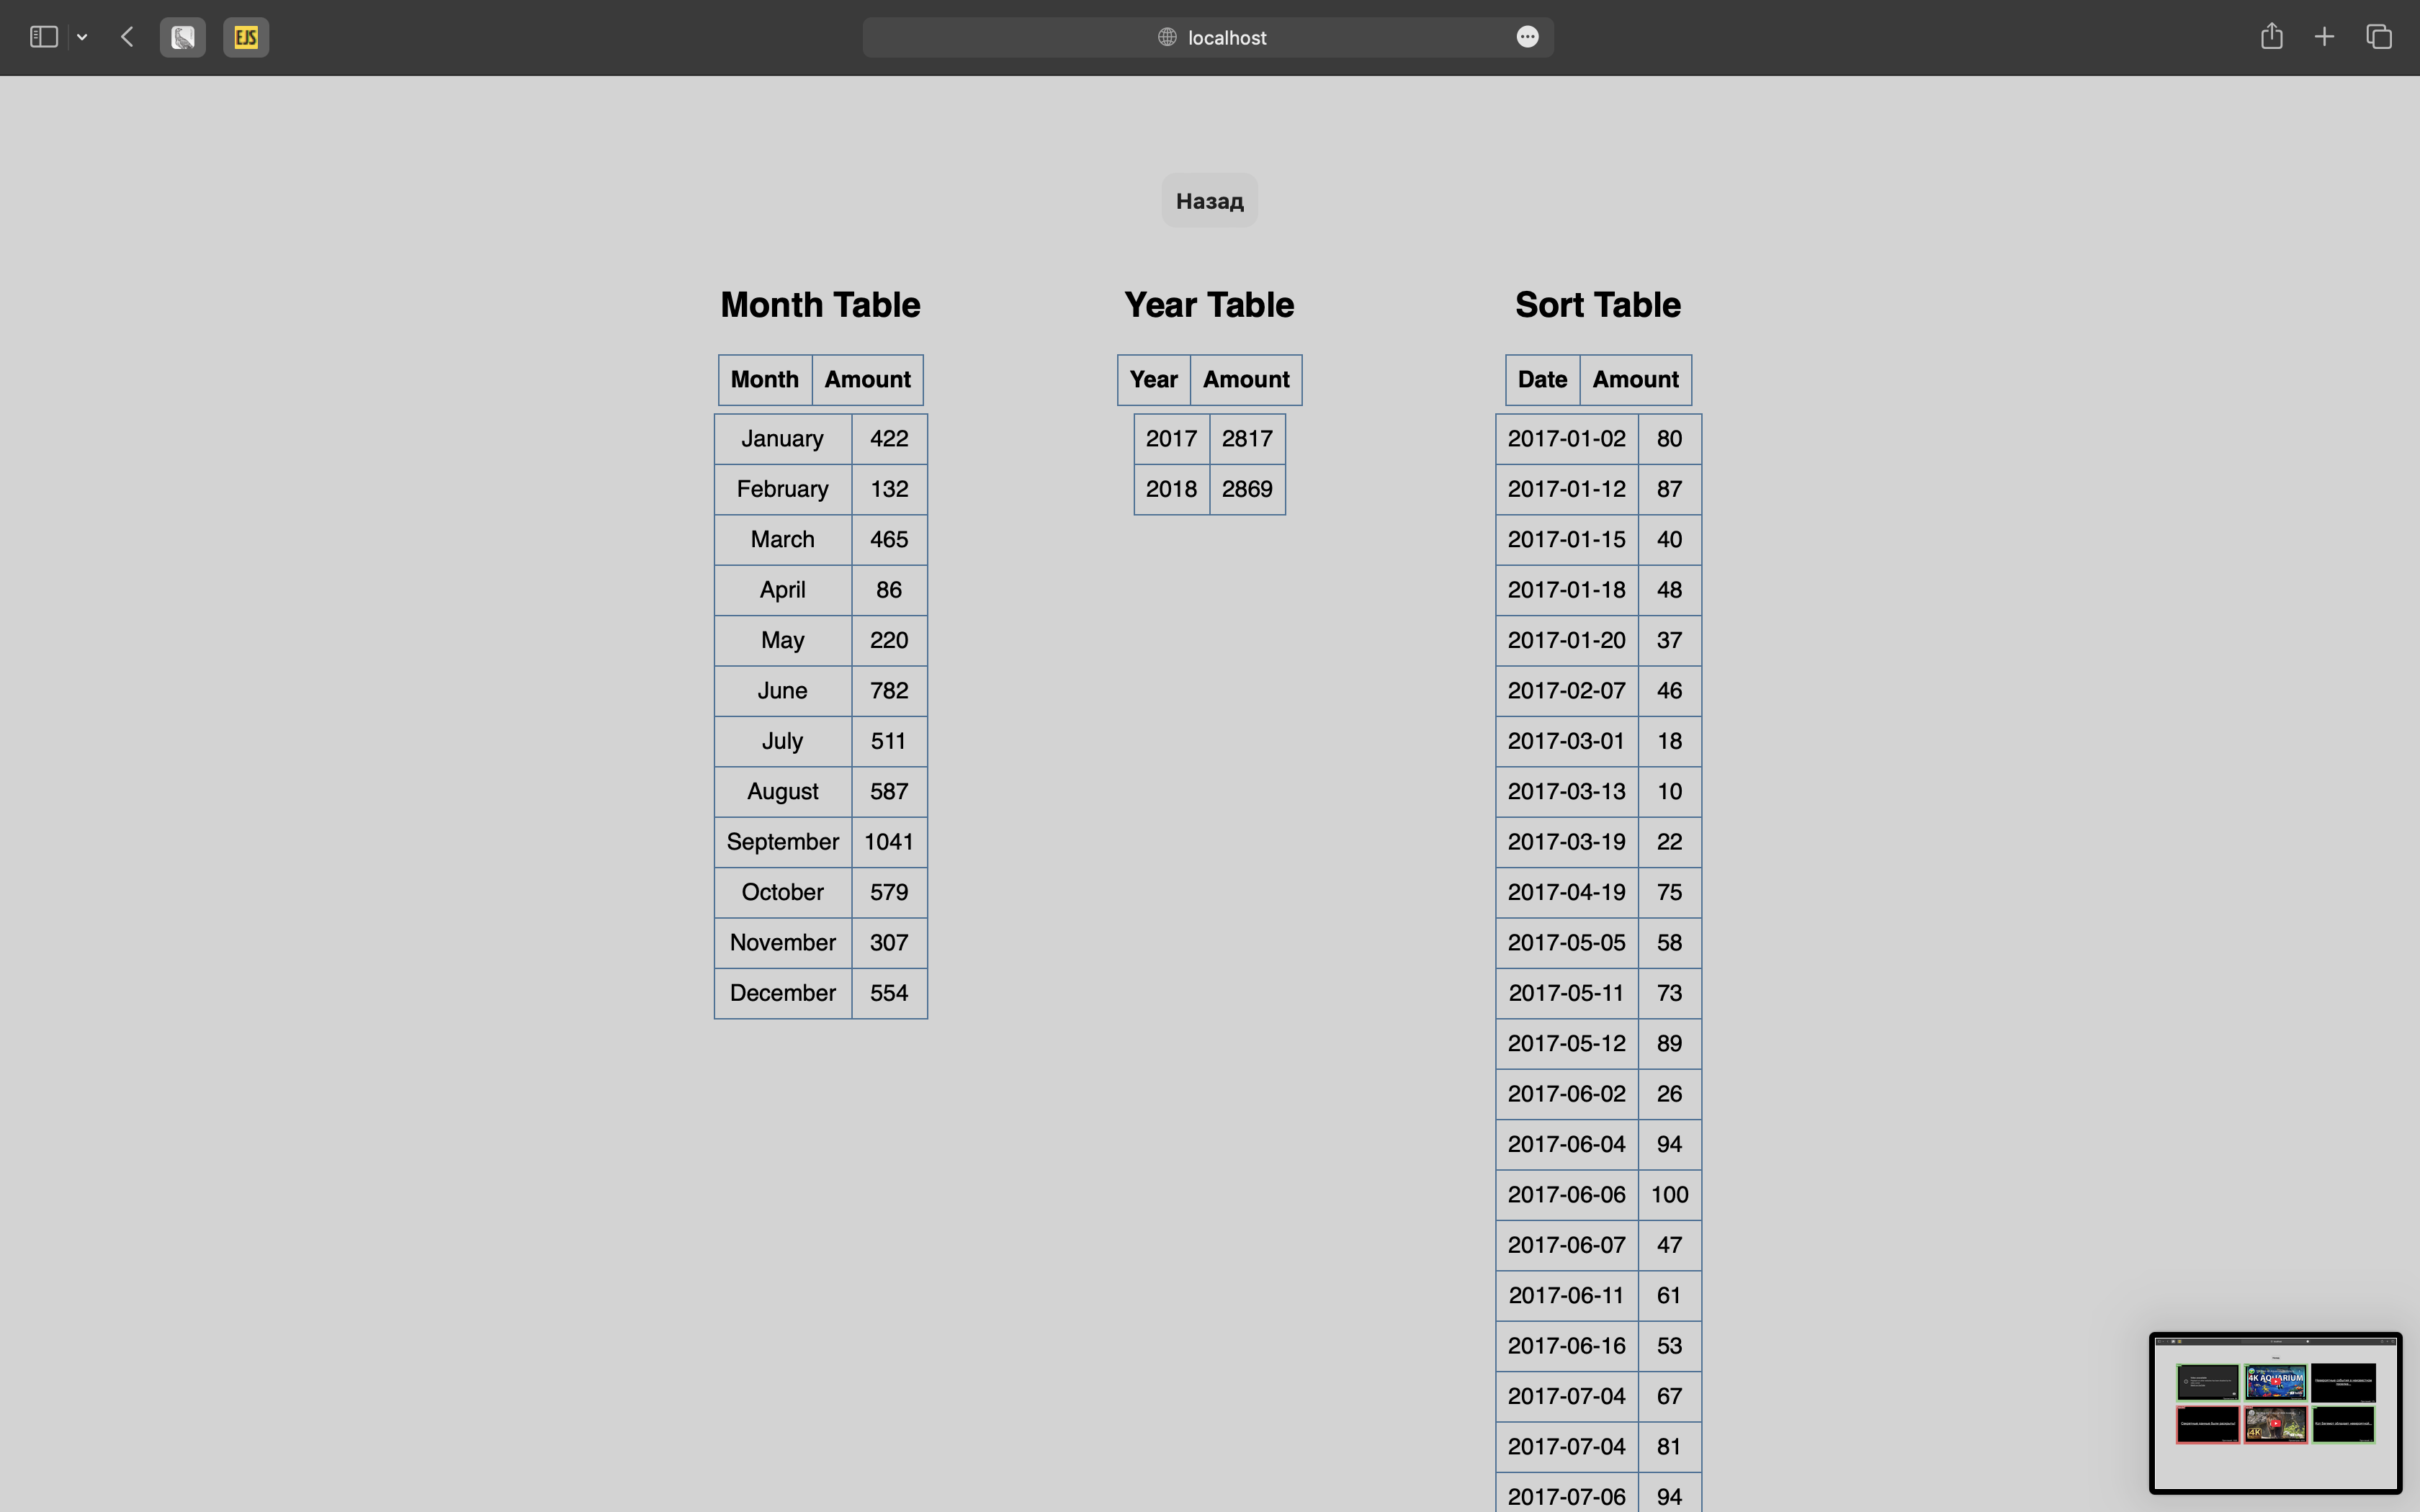 EJS
localhost
Назад
Month Table
Month Amount
January 422
February 132
March 465
April 86
May 220
June 782
July 511
August 587
September 1041
October 579
November 307
December 554
Year Table
Year Amount
2017 2817
2018 2869
Sort Table
Date Amount
2017-01-02 80
2017-01-12 87
2017-01-15 40
2017-01-18 48
2017-01-20 37
2017-02-07 46
2017-03-01 18
2017-03-13 10
2017-03-19 22
2017-04-19 75
2017-05-05 58
2017-05-11 73
2017-05-12 89
2017-06-02 26
2017-06-04 94
2017-06-06 100
2017-06-07 47
2017-06-11 61
2017-06-16 53
2017-07-04 67
2017-07-04 81
2017-07-06 94
4K AQUARIUM
4K